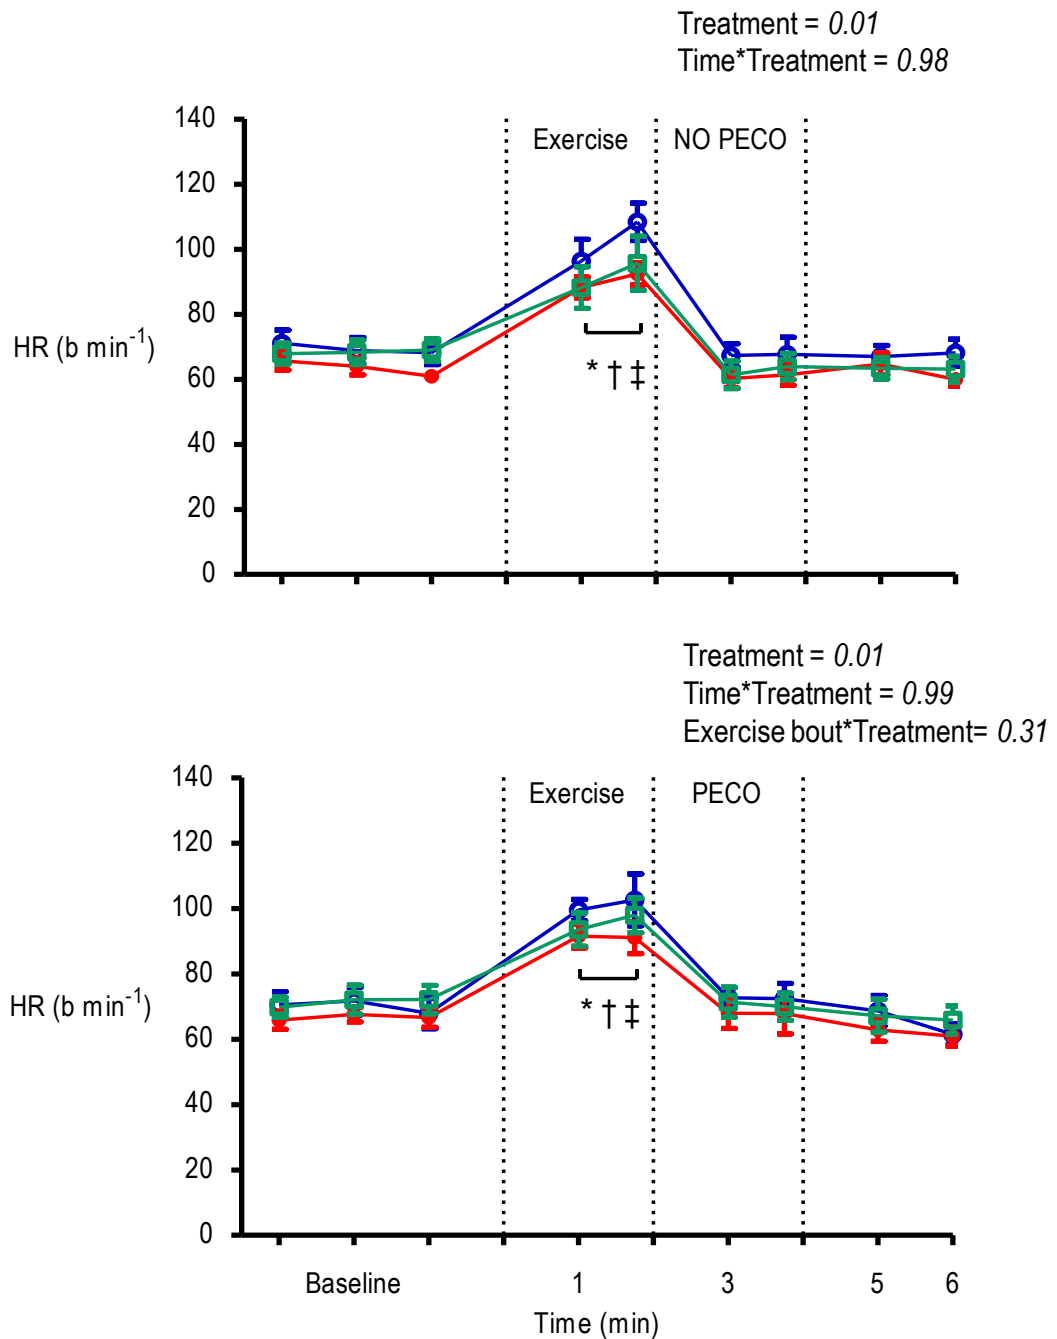 Treatment = 0.01
Time*Treatment = 0.98
140
Exercise
NO PECO
120
100
80
HR (b min-1)
* † ‡
60
40
20
0
Treatment = 0.01
Time*Treatment = 0.99
Exercise bout*Treatment= 0.31
140
Exercise
PECO
120
100
80
HR (b min-1)
* † ‡
60
40
20
0
Baseline
1
3
5
6
Time (min)